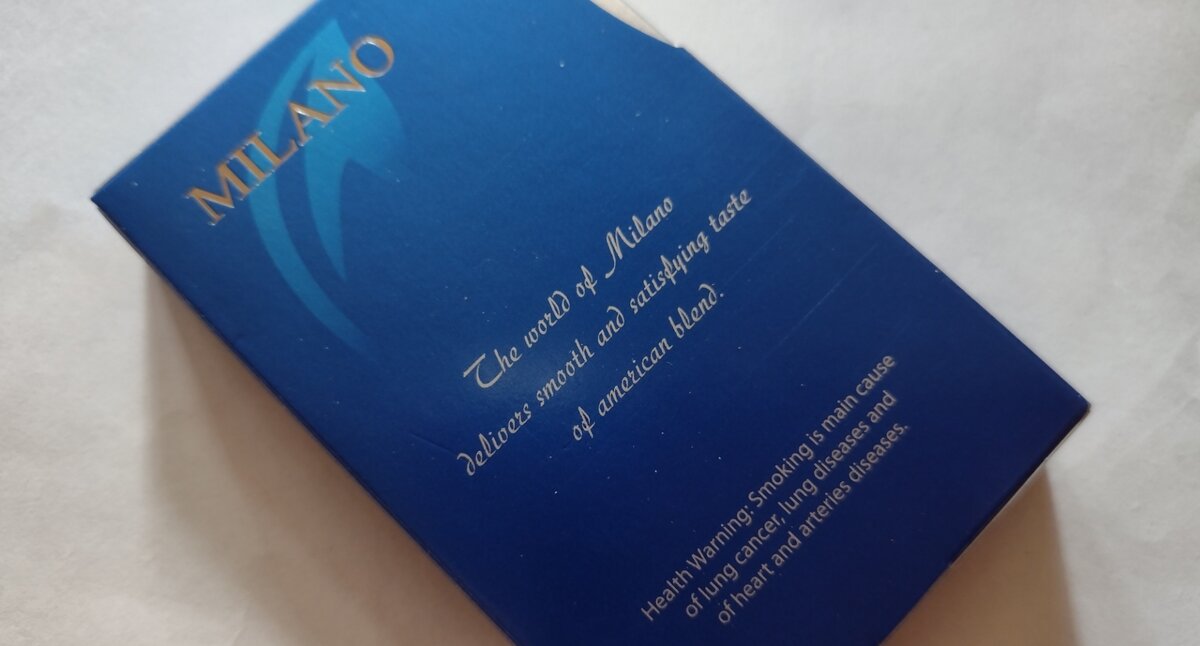 MILANO
The world of Milano
delivers smooth and satisfying taste
of american blend.
Health Warning: Smoking is main cause
of lung cancer, lung diseases and
of heart and arteries diseases.